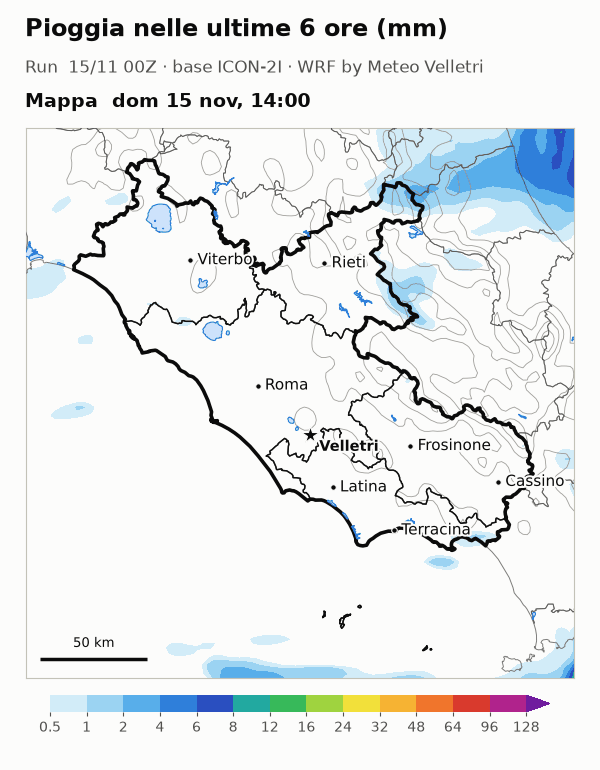 Pioggia nelle ultime 6 ore (mm)
Run 15/11 00Z · base ICON-2I · WRF by Meteo Velletri
Mappa dom 15 nov, 14:00
Viterbo
Rieti
Roma
Velletri
Frosinone
Latina
Cassino
Terracina
50 km
0.5 1 2 4 6 8 12 16 24 32 48 64 96 128